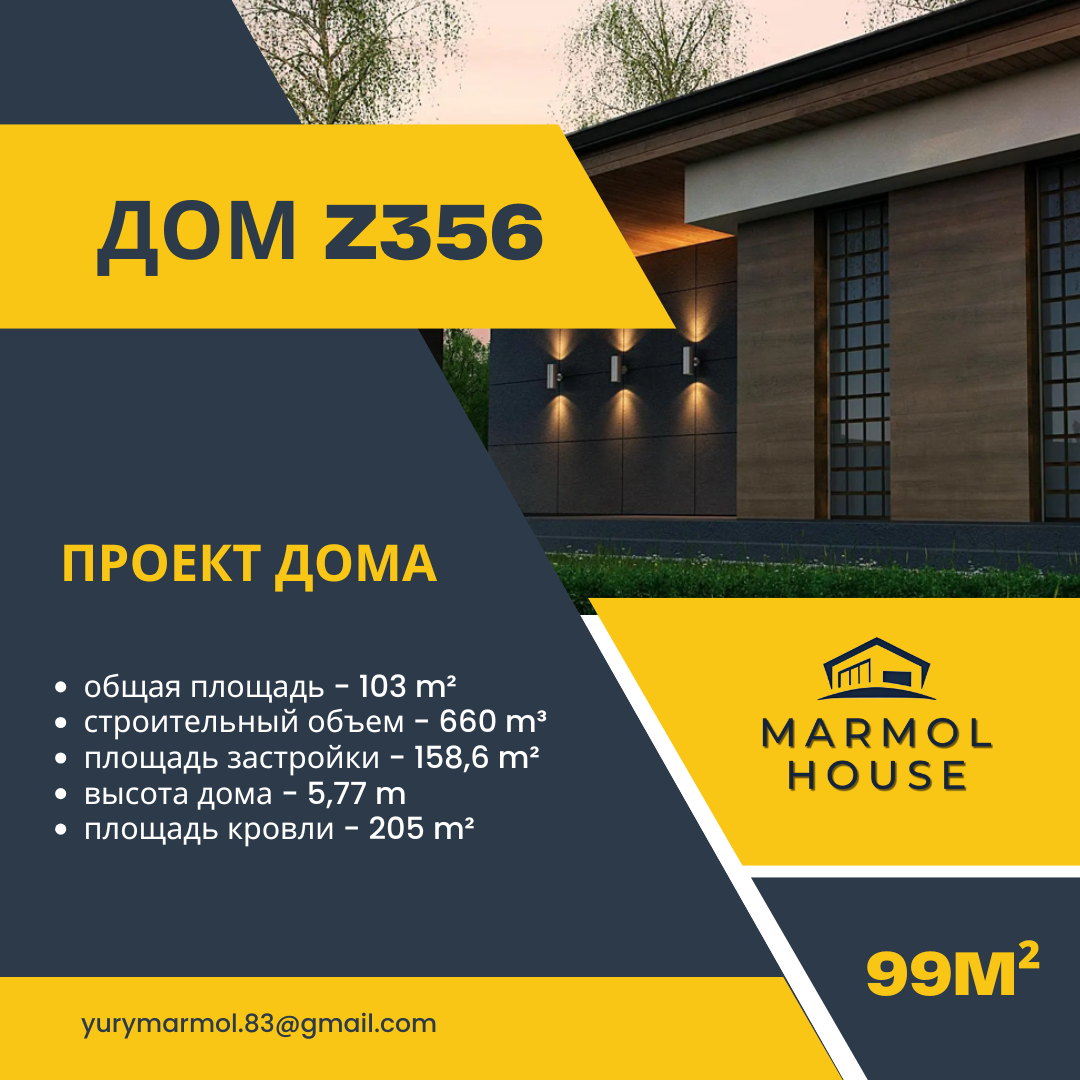 ДОМ Z356
ПРОЕКТ ДОМА
• общая площадь - 103 m²
• строительный объем - 660 m³
• площадь застройки - 158,6 m²
• высота дома - 5,77 m
• площадь кровли - 205 m²
MARMOL
HOUSE
99M²
yurymarmol.83@gmail.com